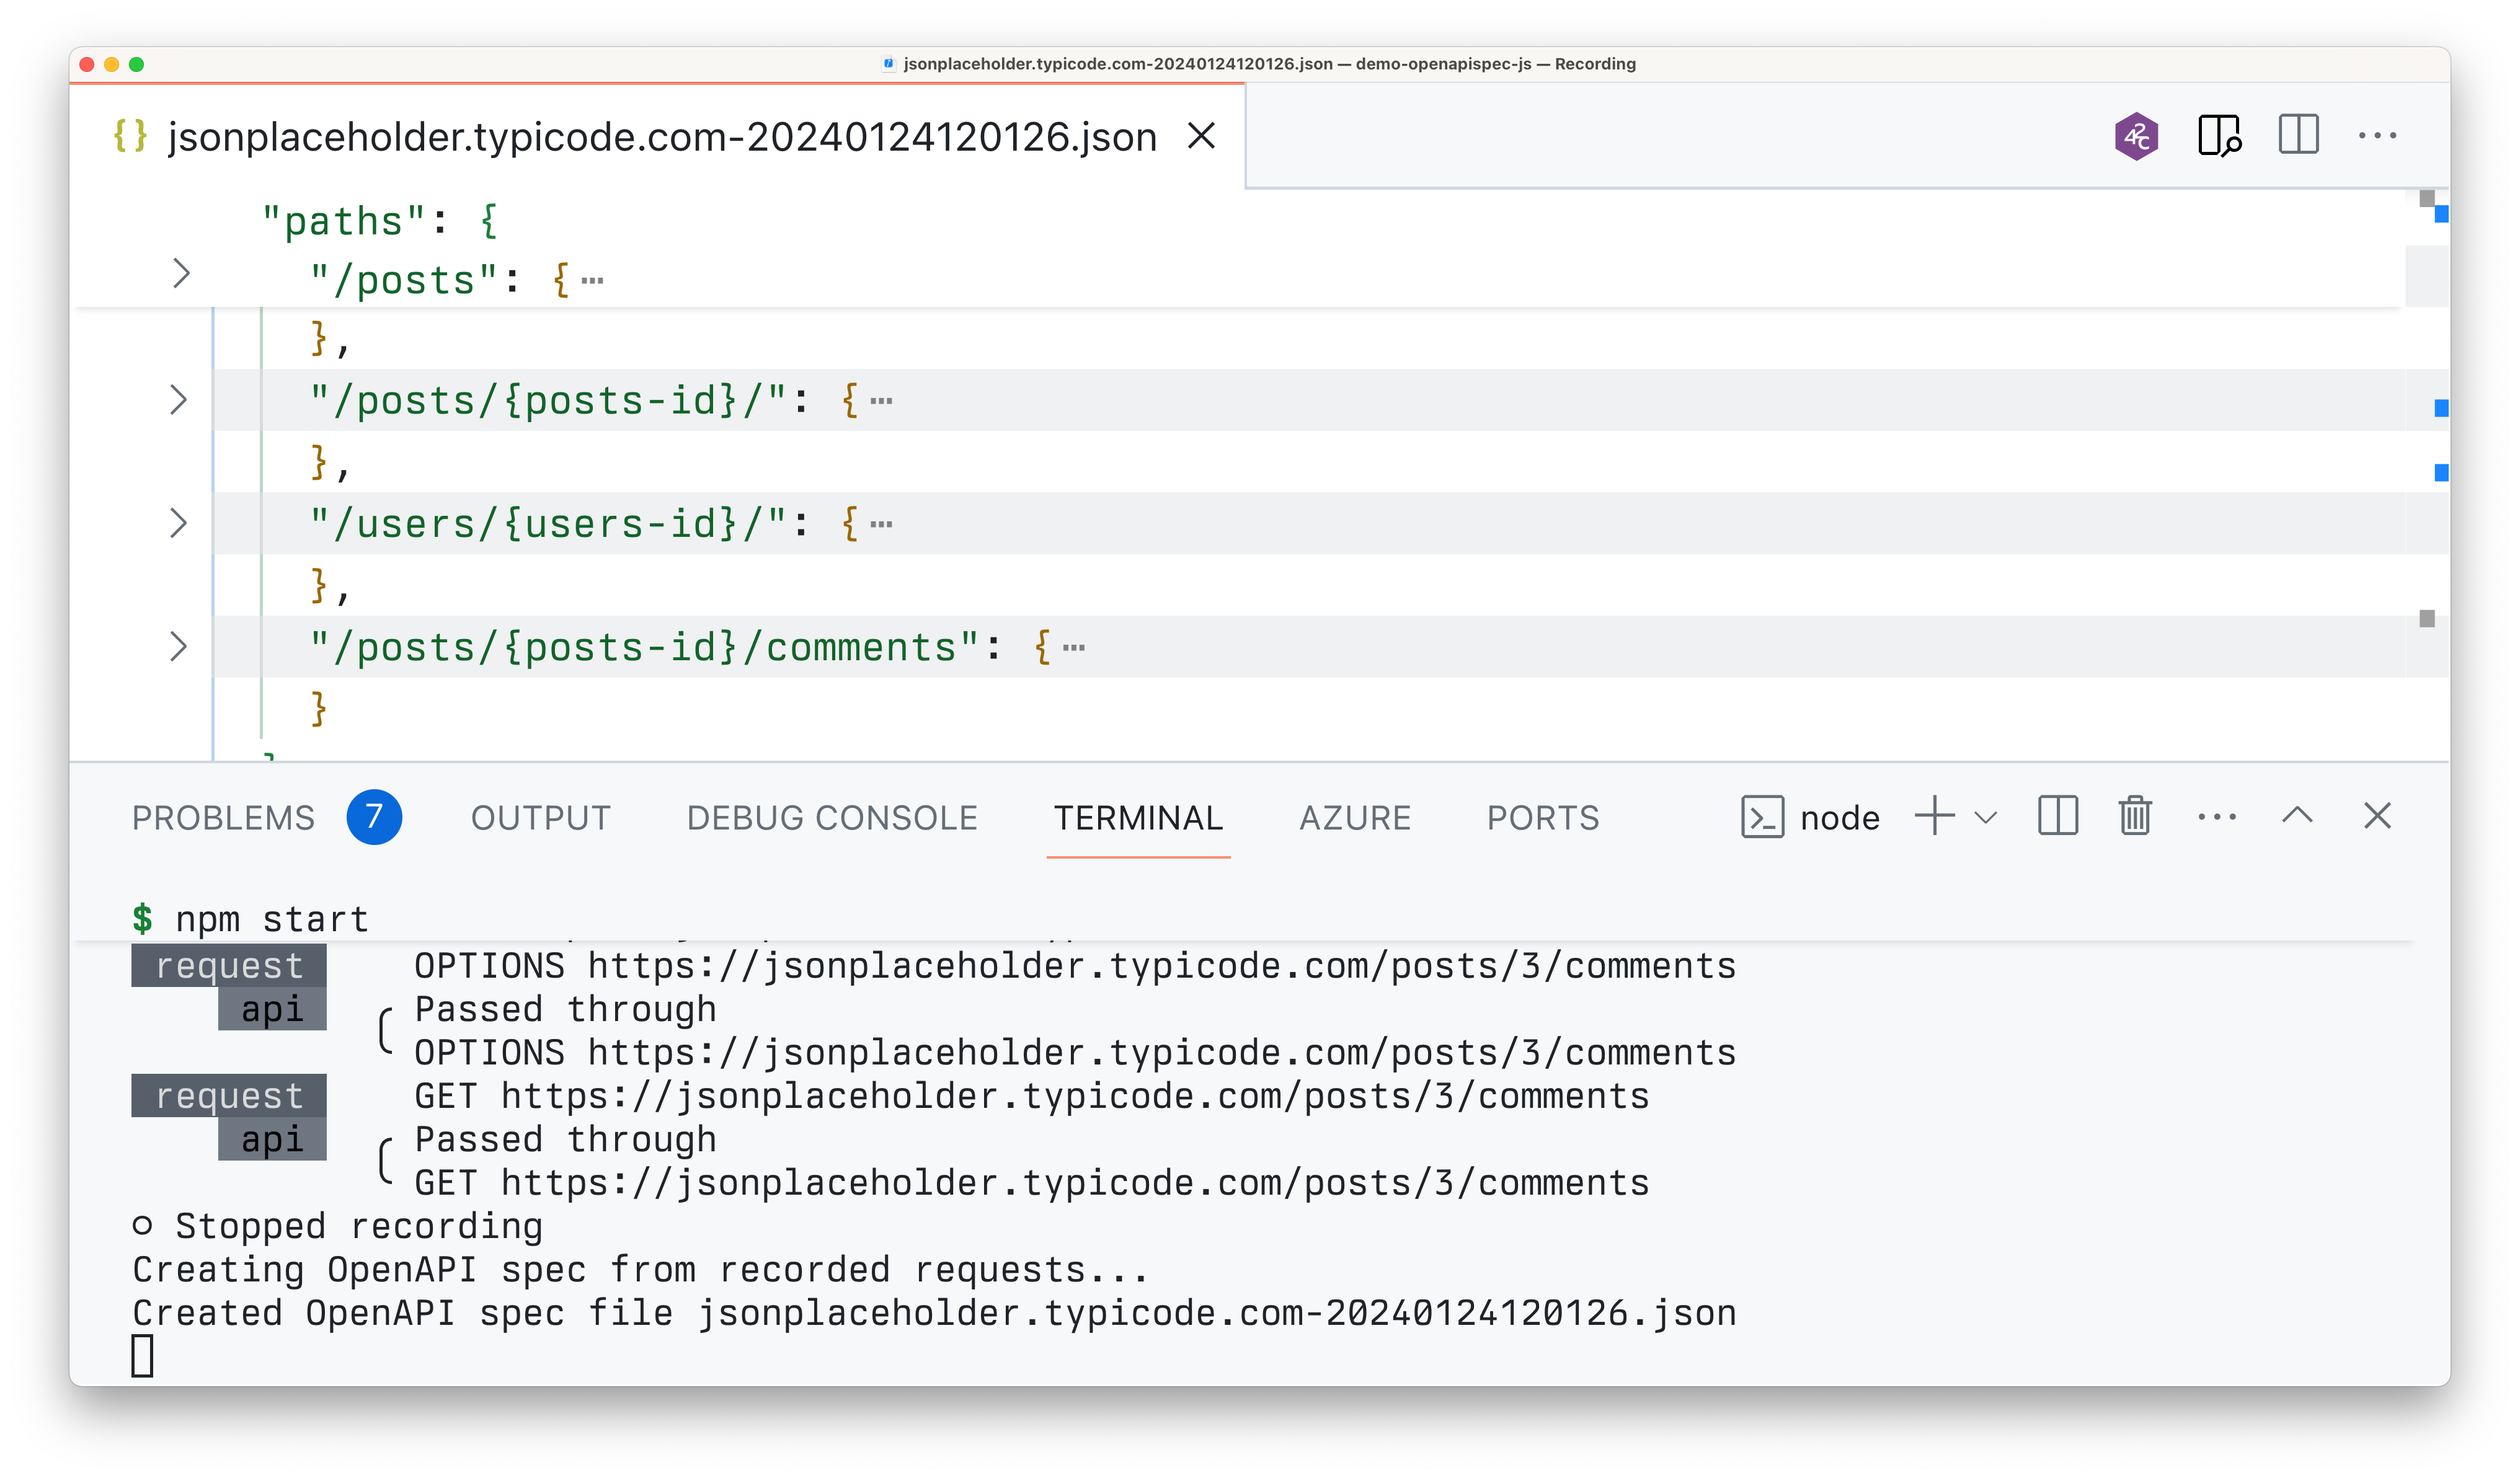 jsonplaceholder.typicode.com-20240124120126.json — demo-openapispec-js — Recording
{} jsonplaceholder.typicode.com-20240124120126.json
42C
"paths": {
"/posts": {…
},
"/posts/{posts-id}/": {…
},
"/users/{users-id}/": {…
},
"/posts/{posts-id}/comments": {…
}
PROBLEMS 7 OUTPUT DEBUG CONSOLE TERMINAL AZURE PORTS node
$ npm start
request OPTIONS https://jsonplaceholder.typicode.com/posts/3/comments
api Passed through
OPTIONS https://jsonplaceholder.typicode.com/posts/3/comments
request GET https://jsonplaceholder.typicode.com/posts/3/comments
api Passed through
GET https://jsonplaceholder.typicode.com/posts/3/comments
○ Stopped recording
Creating OpenAPI spec from recorded requests...
Created OpenAPI spec file jsonplaceholder.typicode.com-20240124120126.json